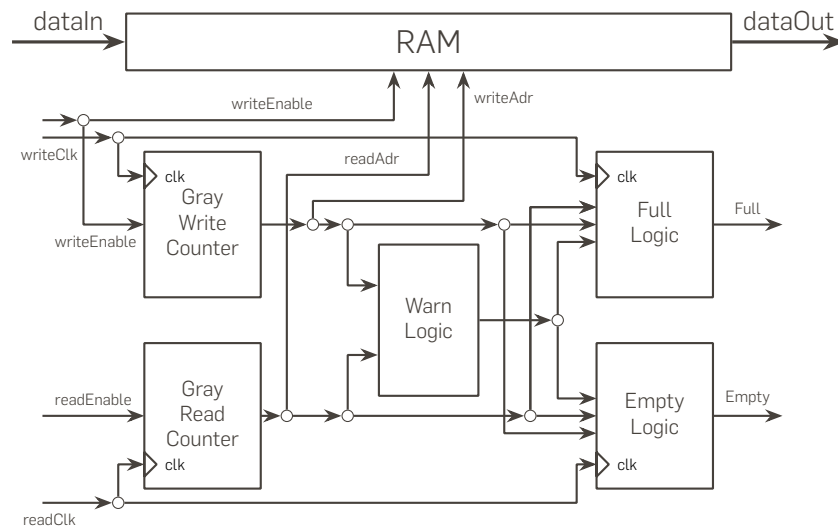 dataIn
RAM
dataOut
writeEnable
writeAdr
writeClk
readAdr
clk
Gray
Write
Counter
writeEnable
clk
Full
Logic
Full
Warn
Logic
readEnable
Gray
Read
Counter
clk
Empty
Logic
clk
Empty
readClk